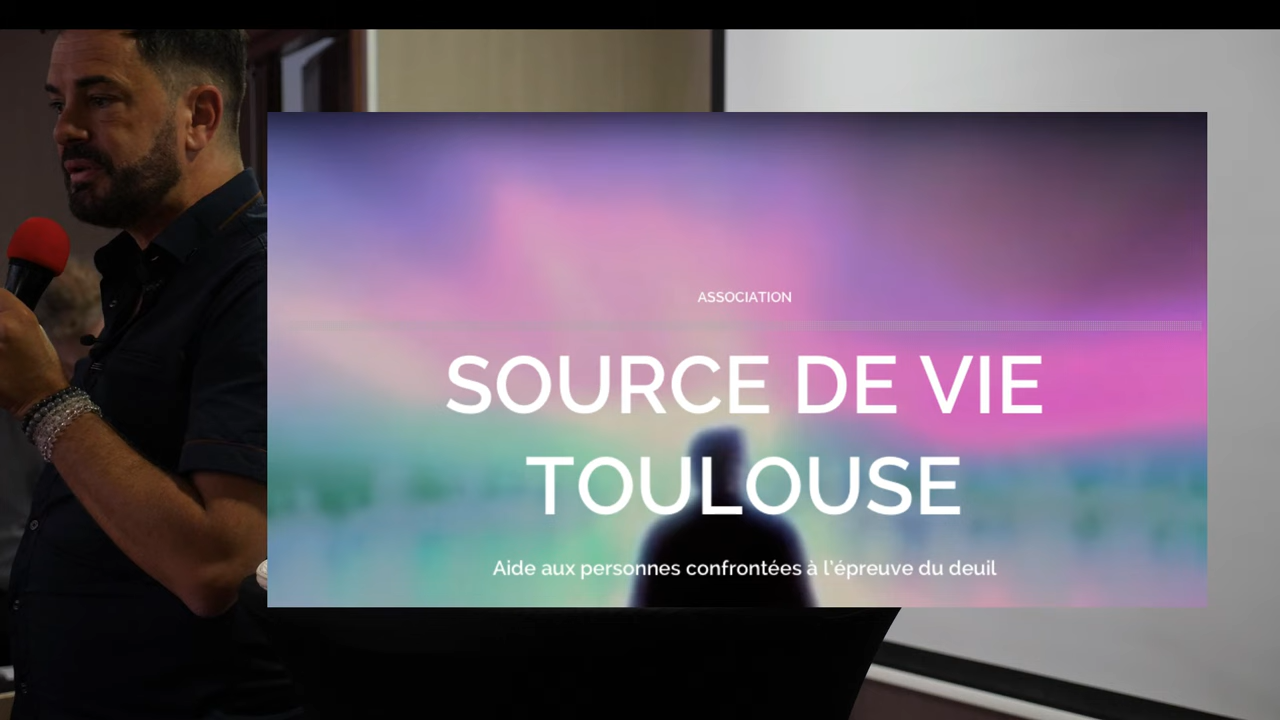 ASSOCIATION
SOURCE DE VIE
TOULOUSE
Aide aux personnes confrontées à l'épreuve du deuil